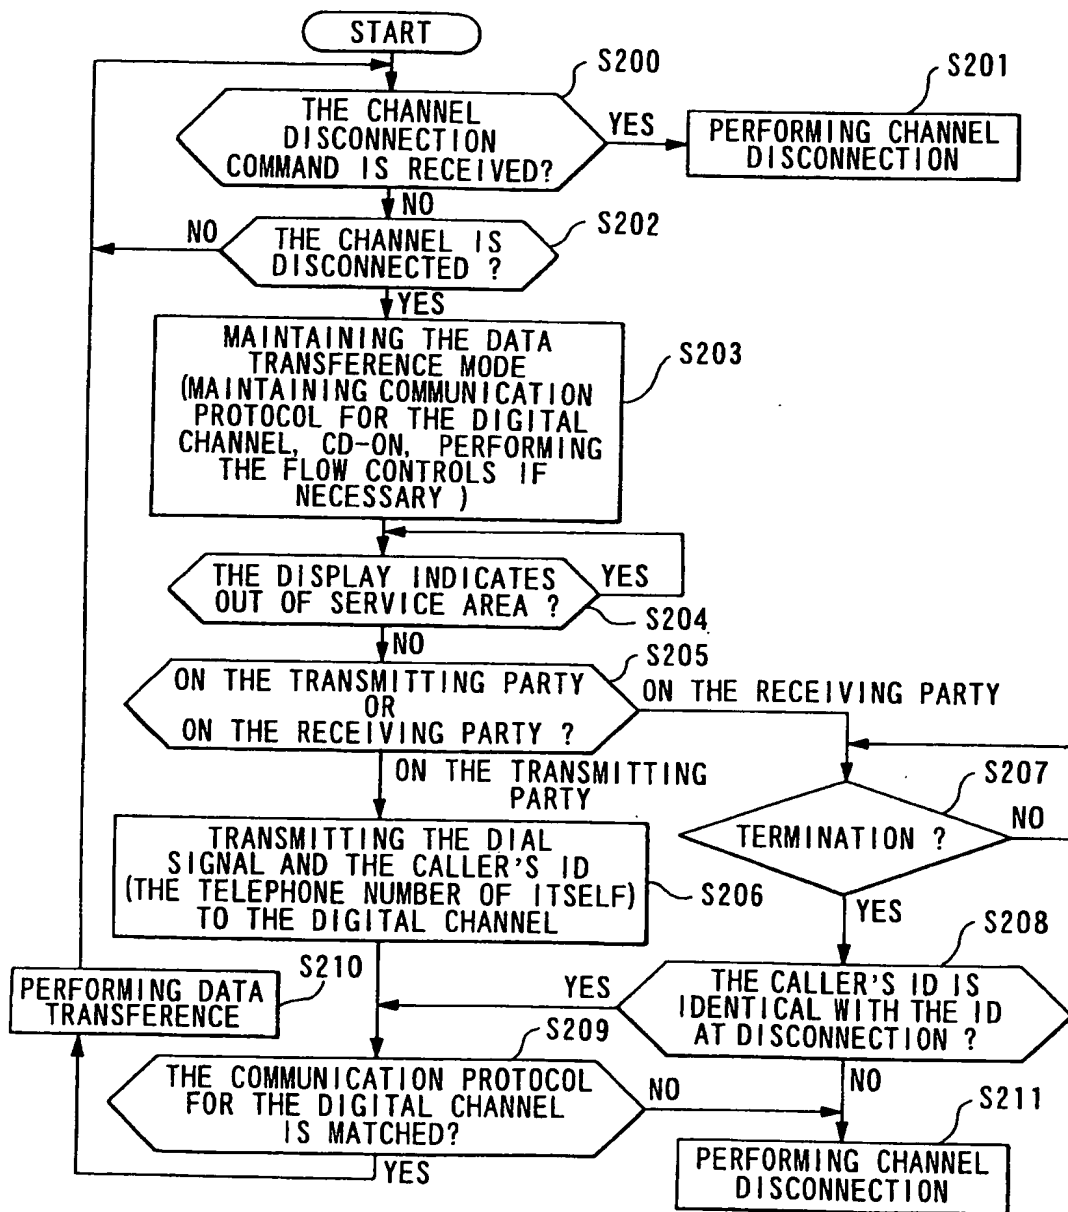 START
S200
S201
THE CHANNEL
DISCONNECTION
COMMAND IS RECEIVED?
YES
PERFORMING CHANNEL
DISCONNECTION
NO
S202
NO
THE CHANNEL IS
DISCONNECTED ?
YES
MAINTAINING THE DATA
TRANSFERENCE MODE
(MAINTAINING COMMUNICATION
PROTOCOL FOR THE DIGITAL
CHANNEL, CD-ON, PERFORMING
THE FLOW CONTROLS IF
NECESSARY )
S203
THE DISPLAY INDICATES
OUT OF SERVICE AREA ?
YES
S204
NO
S205
ON THE TRANSMITTING PARTY
OR
ON THE RECEIVING PARTY ?
ON THE RECEIVING PARTY
ON THE TRANSMITTING
PARTY
S207
TERMINATION ?
NO
TRANSMITTING THE DIAL
SIGNAL AND THE CALLER'S ID
(THE TELEPHONE NUMBER OF ITSELF)
TO THE DIGITAL CHANNEL
S206
YES
S208
S210
PERFORMING DATA
TRANSFERENCE
YES
THE CALLER'S ID IS
IDENTICAL WITH THE ID
AT DISCONNECTION ?
S209
THE COMMUNICATION PROTOCOL
FOR THE DIGITAL CHANNEL
IS MATCHED?
NO
NO
S211
YES
PERFORMING CHANNEL
DISCONNECTION